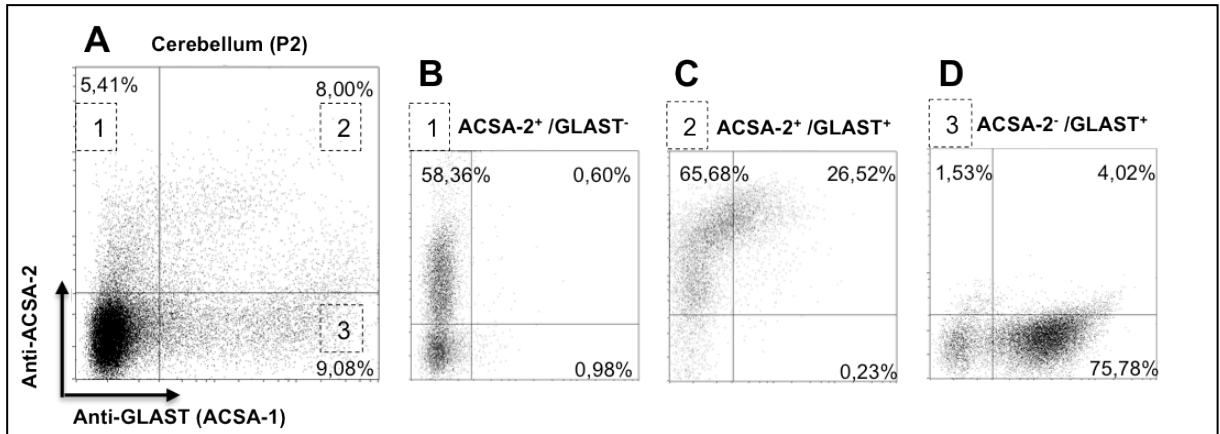 A
Cerebellum (P2)
5,41%
8,00%
1
2
3
9,08%
Anti-ACSA-2
Anti-GLAST (ACSA-1)
B
1 ACSA-2⁺ /GLAST⁻
58,36%
0,60%
0,98%
C
2 ACSA-2⁺ /GLAST⁺
65,68%
26,52%
0,23%
D
3 ACSA-2⁻ /GLAST⁺
1,53%
4,02%
75,78%